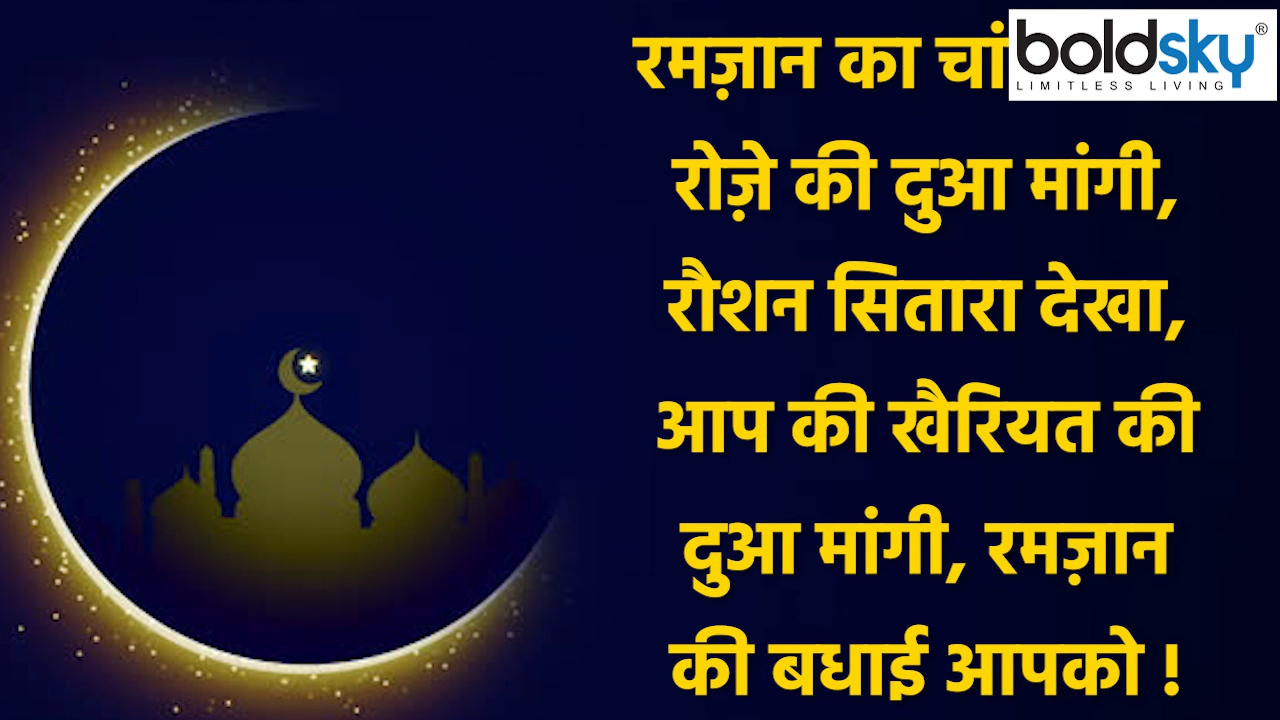 रमज़ान का
boldsky®
LIMITLESS LIVING
रोज़े की दुआ मांगी,
रौशन सितारा देखा,
आप की खैरियत की
दुआ मांगी, रमज़ान
की बधाई आपको !